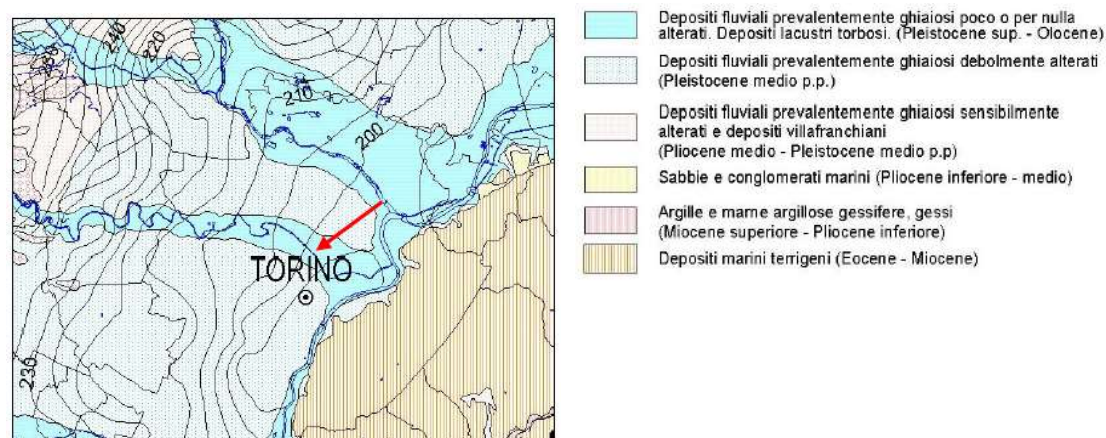 240
220
250
210
200
TORINO
230
Depositi fluviali prevalentemente ghiaiosi poco o per nulla
alterati. Depositi lacustri torbosi. (Pleistocene sup. - Olocene)
Depositi fluviali prevalentemente ghiaiosi debolmente alterati
(Pleistocene medio p.p.)
Depositi fluviali prevalentemente ghiaiosi sensibilmente
alterati e depositi villafranchiani
(Pliocene medio - Pleistocene medio p.p)
Sabbie e conglomerati marini (Pliocene inferiore - medio)
Argille e marne argillose gessifere, gessi
(Miocene superiore - Pliocene inferiore)
Depositi marini terrigeni (Eocene - Miocene)